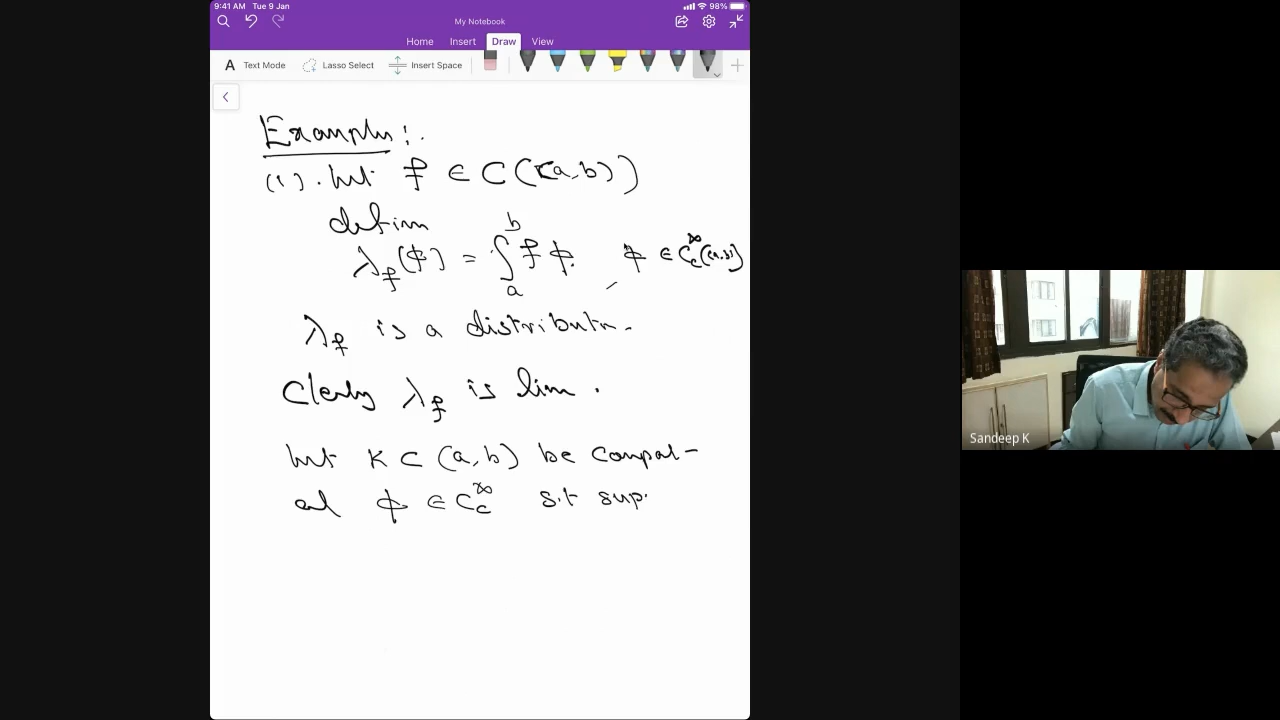 9:41 AM Tue 9 Jan
98%
My Notebook
Home Insert Draw View
A Text Mode Lasso Select Insert Space
Examples:.
(1). Let f ∈ C((a,b))
define
λ_f(φ) = ∫_a^b f φ. φ ∈ C_c^∞((a,b))
λ_f is a distributn.
Clearly λ_f is lin.
Let K ⊂ (a,b) be compact
and φ ∈ C_c^∞ s.t sup.
Sandeep K